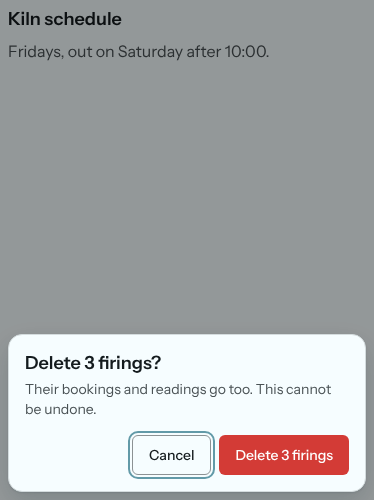 Kiln schedule
Fridays, out on Saturday after 10:00.
Delete 3 firings?
Their bookings and readings go too. This cannot
be undone.
Cancel
Delete 3 firings